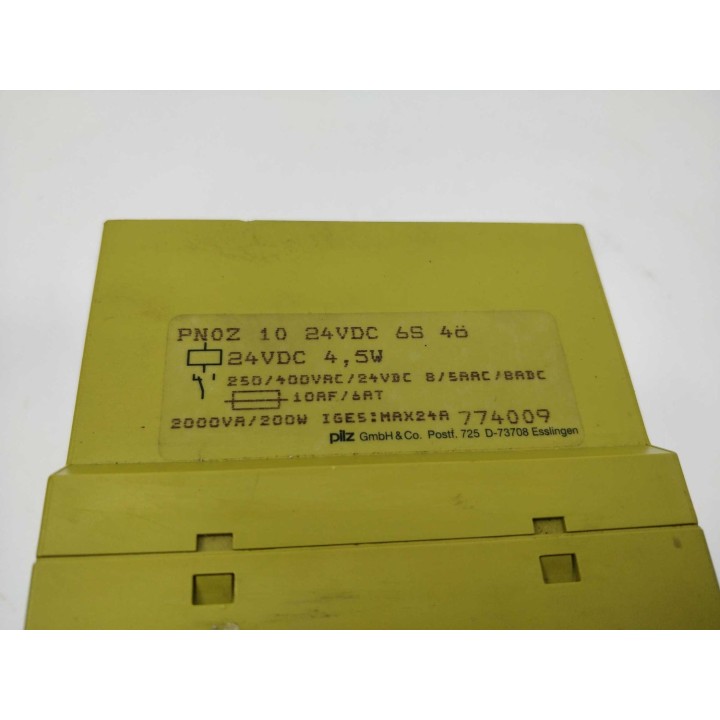 PNOZ 10 24VDC 6S 4ö
24VDC 4,5W
250/400VAC/24VDC 8/5AAC/8ADC
10AF/6AT
2000VA/200W IGES:MAX24A 774009
pilz GmbH & Co. Postf. 725 D-73708 Esslingen